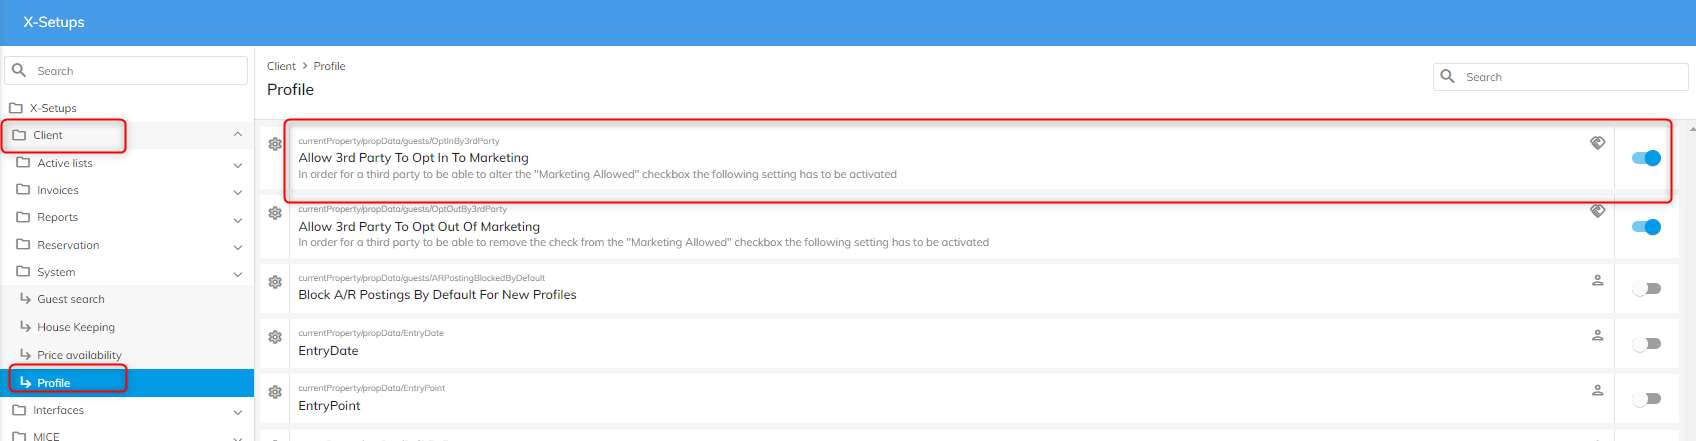 X-Setups
Search
X-Setups
Client
Active lists
Invoices
Reports
Reservation
System
Guest search
House Keeping
Price availability
Profile
Interfaces
MICE
Client > Profile
Profile
Search
currentProperty/propData/guests/OptInBy3rdParty
Allow 3rd Party To Opt In To Marketing
In order for a third party to be able to alter the "Marketing Allowed" checkbox the following setting has to be activated
currentProperty/propData/guests/OptOutBy3rdParty
Allow 3rd Party To Opt Out Of Marketing
In order for a third party to be able to remove the check from the "Marketing Allowed" checkbox the following setting has to be activated
currentProperty/propData/guests/ARPostingBlockedByDefault
Block A/R Postings By Default For New Profiles
currentProperty/propData/EntryDate
EntryDate
currentProperty/propData/EntryPoint
EntryPoint